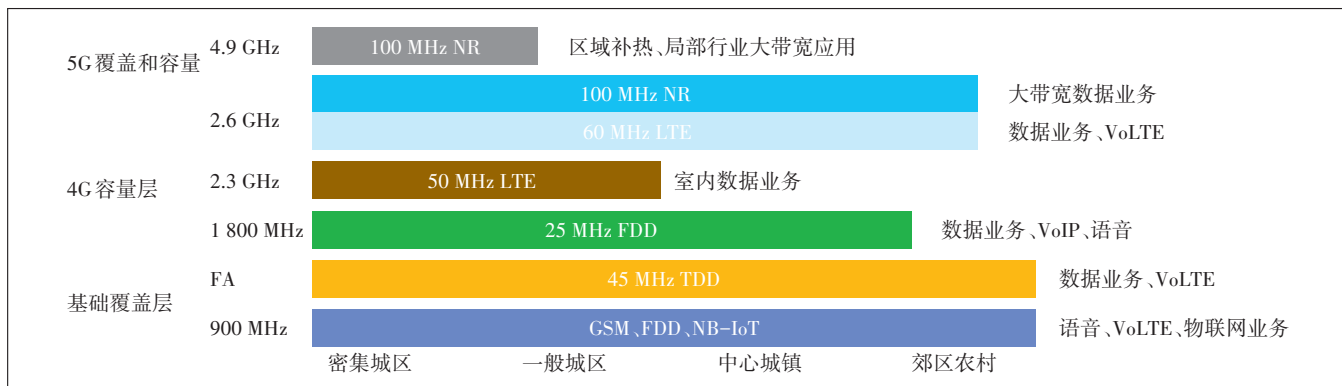 5G覆盖和容量
4.9 GHz
100 MHz NR
区域补热、局部行业大带宽应用
2.6 GHz
100 MHz NR
大带宽数据业务
60 MHz LTE
数据业务、VoLTE
4G容量层
2.3 GHz
50 MHz LTE
室内数据业务
1 800 MHz
25 MHz FDD
数据业务、VoIP、语音
基础覆盖层
FA
45 MHz TDD
数据业务、VoLTE
900 MHz
GSM、FDD、NB-IoT
语音、VoLTE、物联网业务
密集城区 一般城区 中心城镇 郊区农村